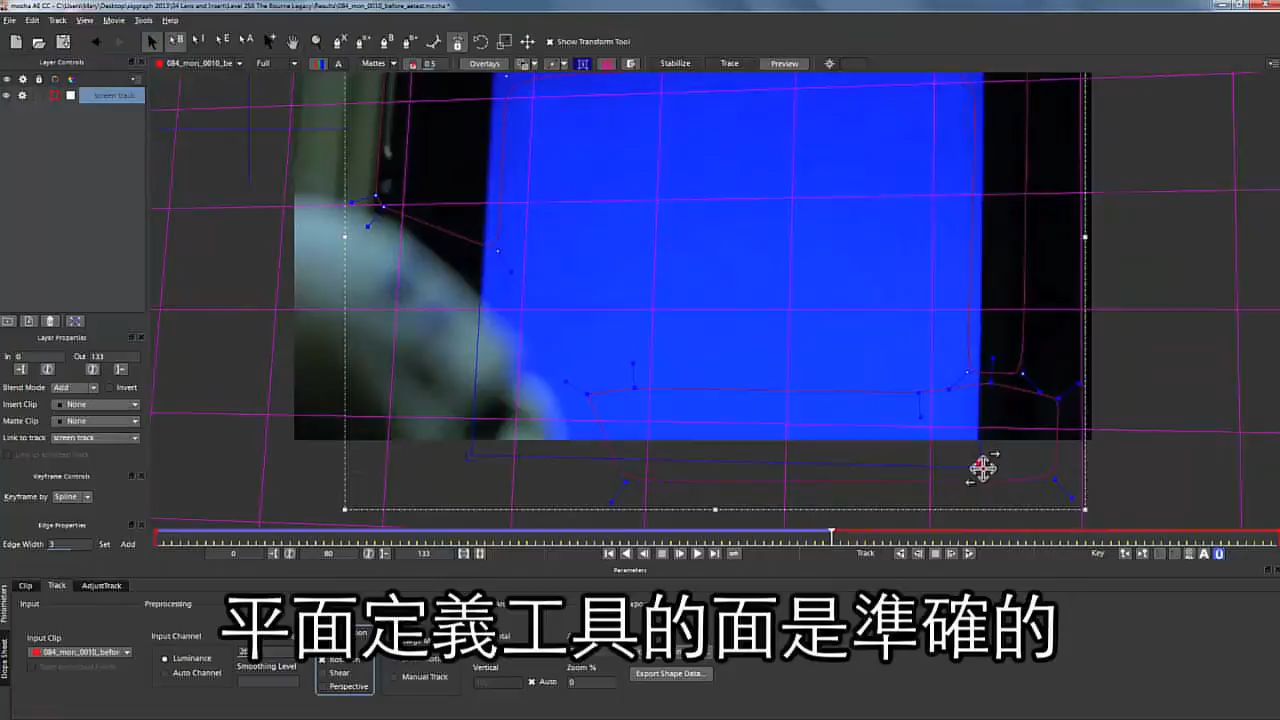 mocha AE CC - C:\Users\Mary\Desktop\siggraph 2013\34 Lens and Insert\Level 256 The Bourne Legacy\Results\084_mon_0010_before_aetest.mocha *
File Edit Track View Movie Tools Help
Show Transform Tool
Layer Controls
084_mon_0010_be Full A Mattes 0.5 Overlays Stabilize Trace Preview
screen track
Layer Properties
In 0 Out 133
Blend Mode Add Invert
Insert Clip None
Matte Clip None
Link to track screen track
Keyframe Controls
Keyframe by Spline
Edge Properties
Edge Width 3 Set Add
0 80 133 Track Key
Parameters
Clip Track AdjustTrack
Input Preprocessing
Input Clip
084_mon_0010_before
Input Channel
Luminance
Auto Channel
Smoothing Level
Shear
Perspective
Manual Track
Vertical
Zoom %
Auto 0
Export Shape Data...
平面定義工具的面是準確的